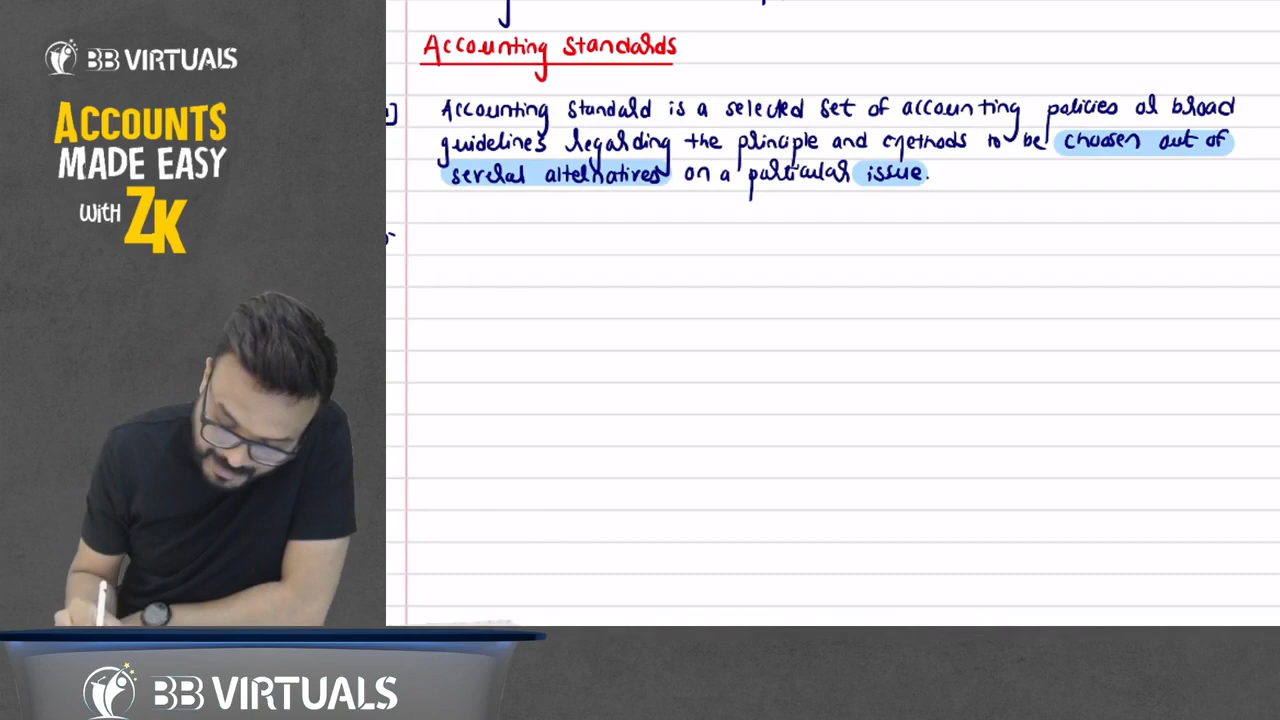 BB VIRTUALS
ACCOUNTS
MADE EASY
with ZK
Accounting Standards
Accounting Standard is a selected set of accounting policies or broad
guidelines regarding the principle and methods to be choosen out of
several alternatives on a particular issue.
BB VIRTUALS